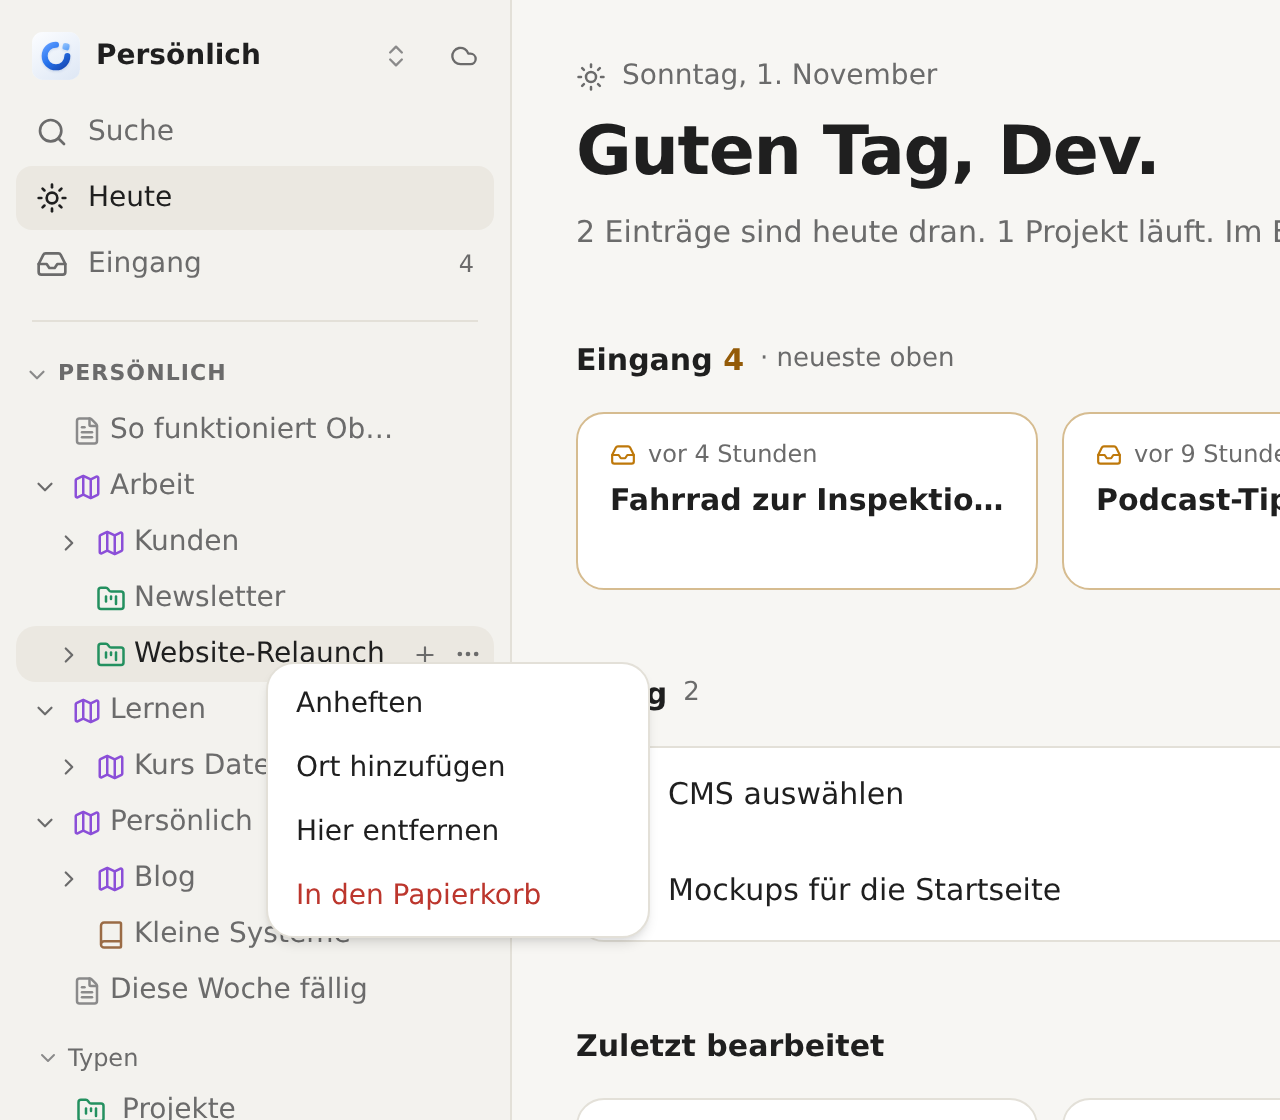 Persönlich
Suche
Heute
Eingang 4
PERSÖNLICH
So funktioniert Ob…
Arbeit
Kunden
Newsletter
Website-Relaunch
Lernen
Kurs Date
Persönlich
Blog
Kleine Systeme
Diese Woche fällig
Typen
Projekte
Anheften
Ort hinzufügen
Hier entfernen
In den Papierkorb
Sonntag, 1. November
Guten Tag, Dev.
2 Einträge sind heute dran. 1 Projekt läuft. Im
Eingang 4 · neueste oben
vor 4 Stunden
Fahrrad zur Inspektio…
vor 9 Stunde
Podcast-Tip
g 2
CMS auswählen
Mockups für die Startseite
Zuletzt bearbeitet